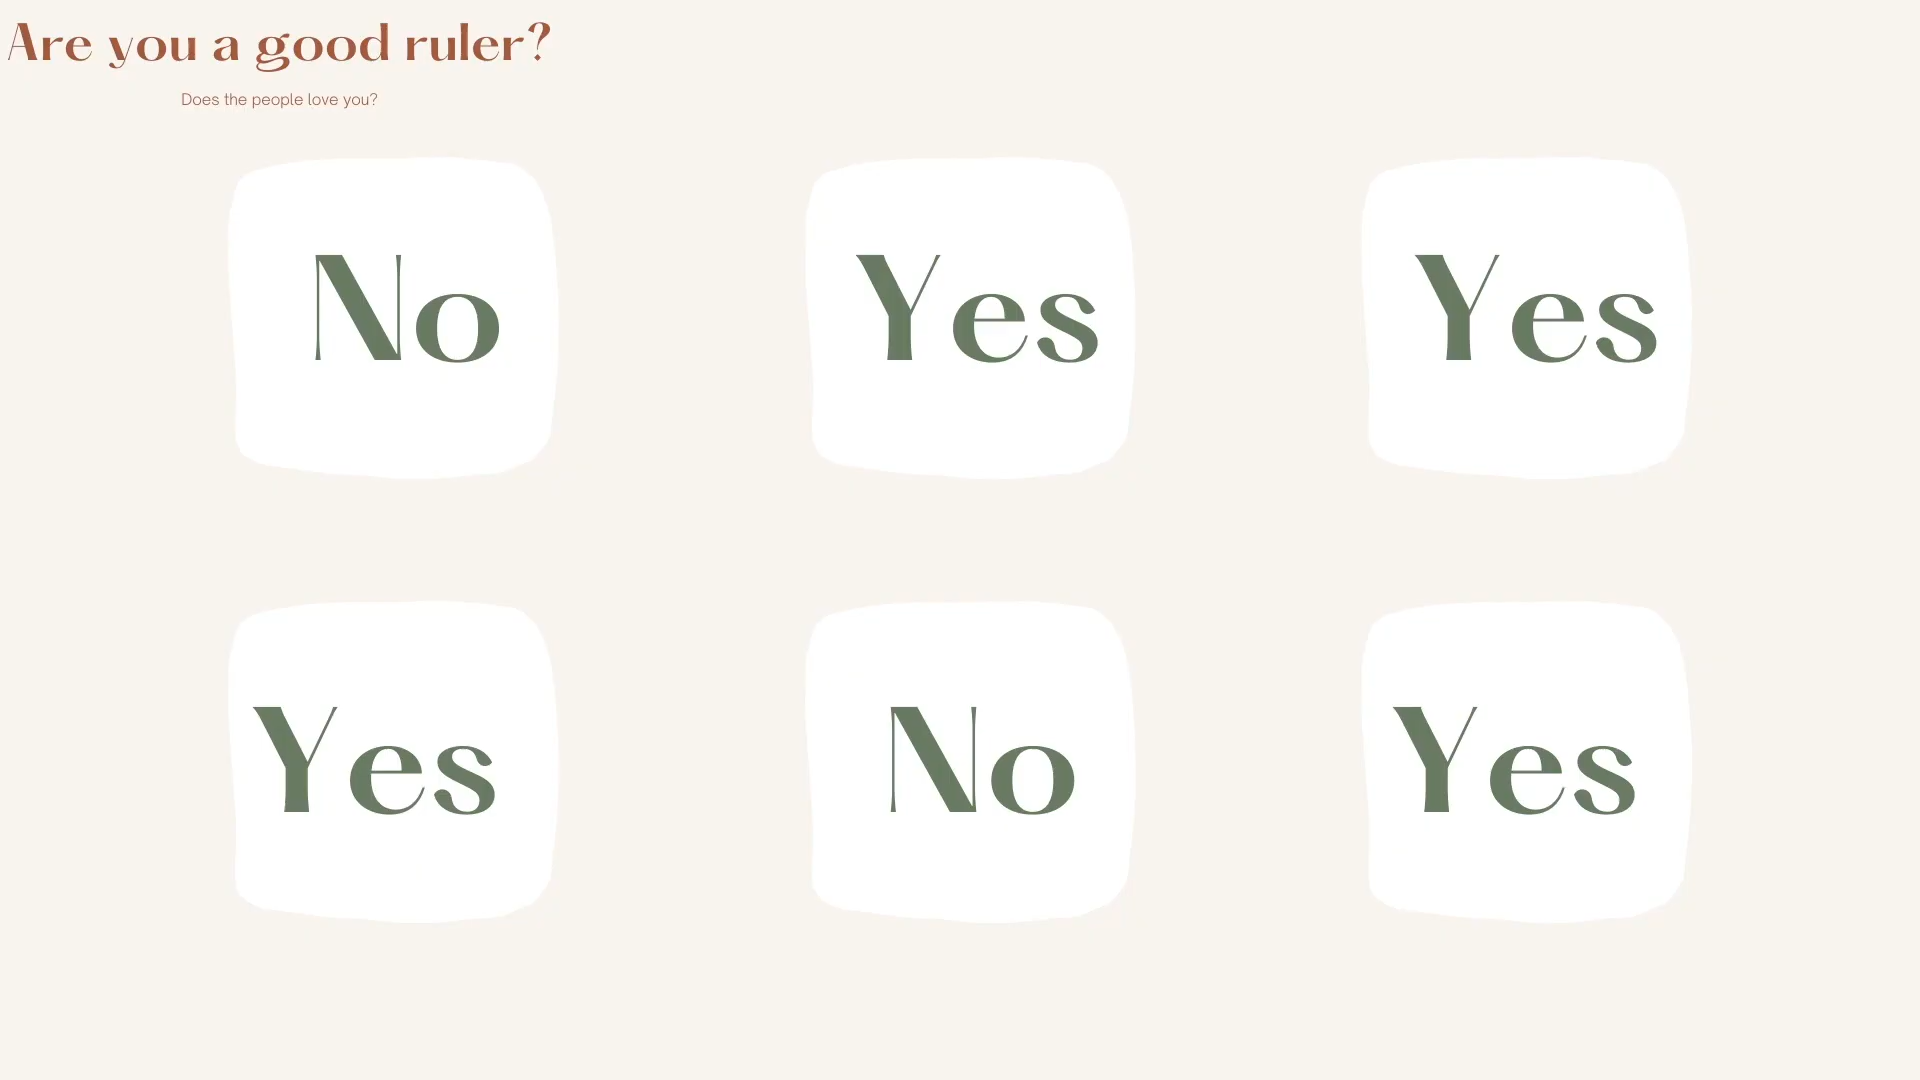 Are you a good ruler?
Does the people love you?
No
Yes
Yes
Yes
No
Yes